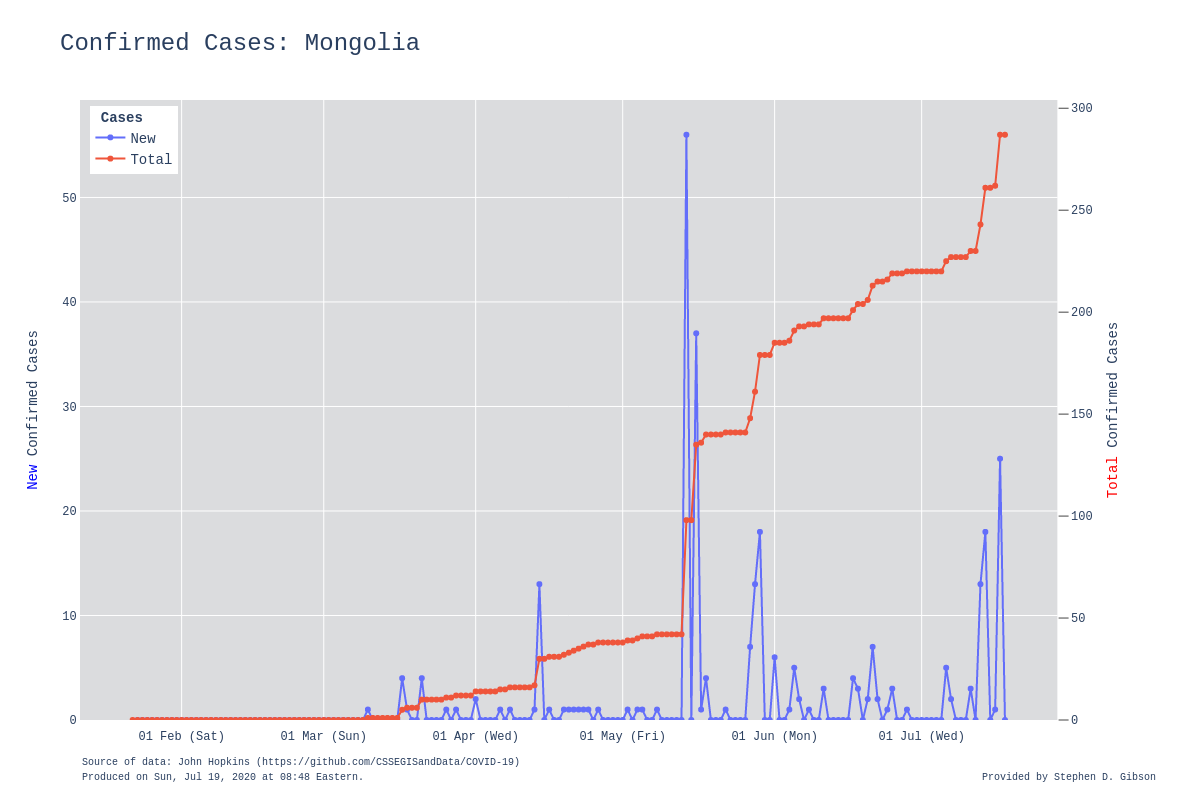 Confirmed Cases: Mongolia
Cases
New
Total
50
40
30
20
10
0
300
250
200
150
100
50
0
New Confirmed Cases
Total Confirmed Cases
01 Feb (Sat)
01 Mar (Sun)
01 Apr (Wed)
01 May (Fri)
01 Jun (Mon)
01 Jul (Wed)
Source of data: John Hopkins (https://github.com/CSSEGISandData/COVID-19)
Produced on Sun, Jul 19, 2020 at 08:48 Eastern.
Provided by Stephen D. Gibson